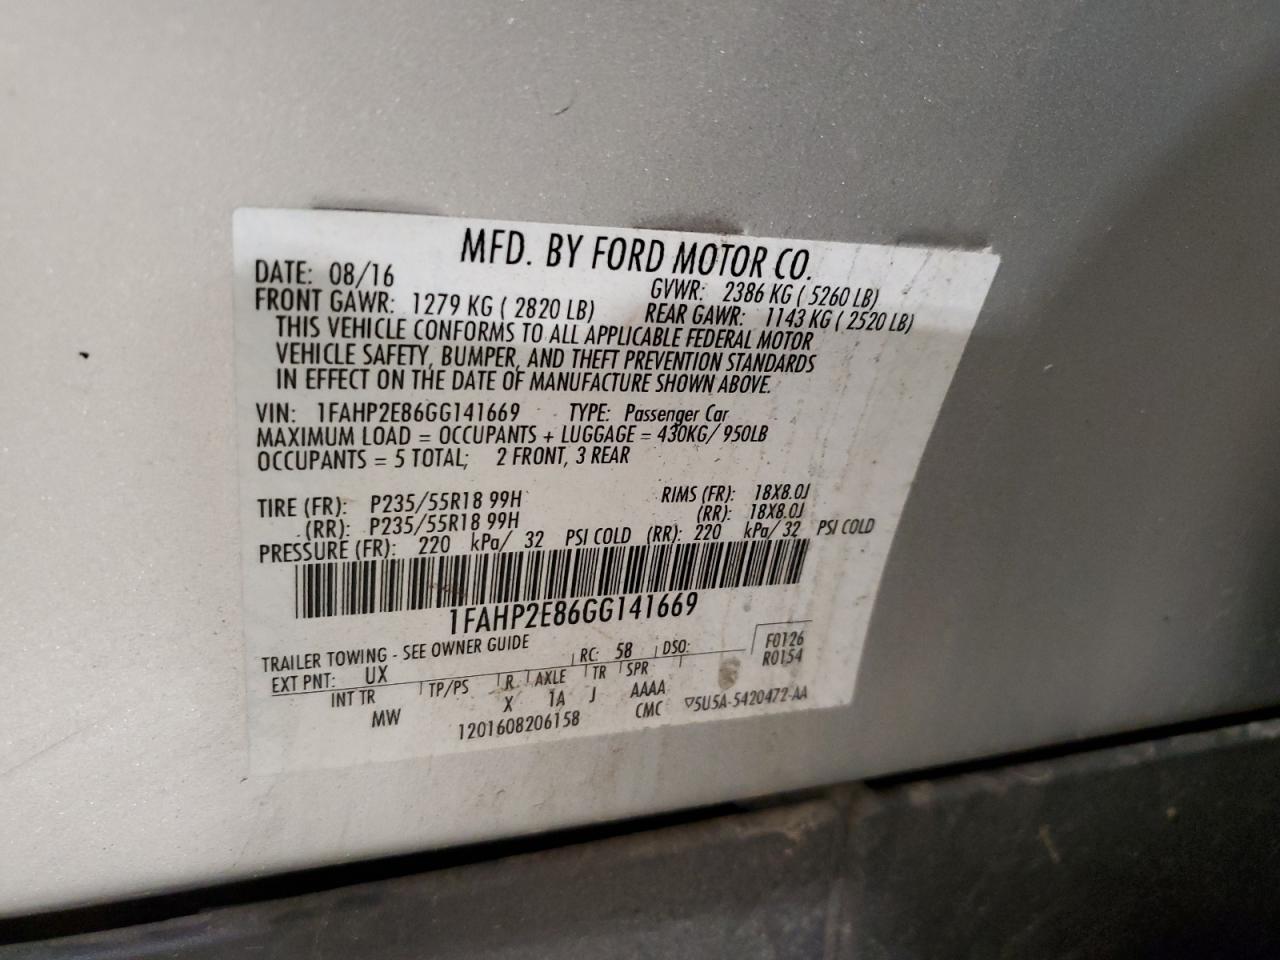 MFD. BY FORD MOTOR CO.
DATE: 08/16
GVWR: 2386 KG ( 5260 LB)
FRONT GAWR: 1279 KG ( 2820 LB)
REAR GAWR: 1143 KG ( 2520 LB)
THIS VEHICLE CONFORMS TO ALL APPLICABLE FEDERAL MOTOR
VEHICLE SAFETY, BUMPER, AND THEFT PREVENTION STANDARDS
IN EFFECT ON THE DATE OF MANUFACTURE SHOWN ABOVE.
VIN: 1FAHP2E86GG141669 TYPE: Passenger Car
MAXIMUM LOAD = OCCUPANTS + LUGGAGE = 430KG/ 950LB
OCCUPANTS = 5 TOTAL; 2 FRONT, 3 REAR
TIRE (FR): P235/55R18 99H RIMS (FR): 18X8.0J
(RR): P235/55R18 99H (RR): 18X8.0J
PRESSURE (FR): 220 kPa/ 32 PSI COLD (RR): 220 kPa/ 32 PSI COLD
1FAHP2E86GG141669
TRAILER TOWING - SEE OWNER GUIDE
F0126
R0154
EXT PNT: UX RC: 58 DSO:
INT TR TP/PS R AXLE TR SPR
MW X 1A J AAAA
1201608206158 CMC ▽5U5A-5420472-AA